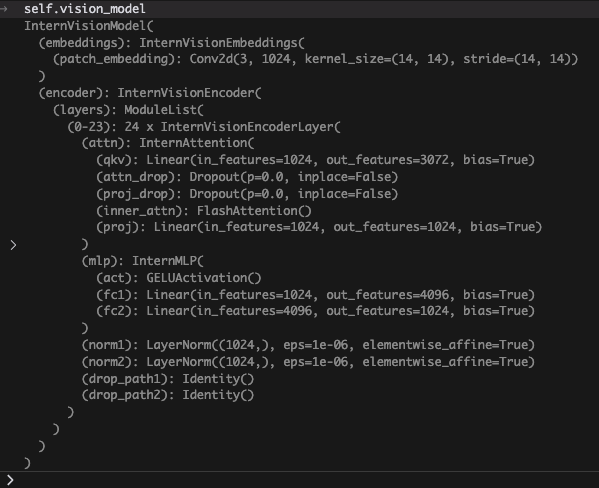 self.vision_model
InternVisionModel(
  (embeddings): InternVisionEmbeddings(
    (patch_embedding): Conv2d(3, 1024, kernel_size=(14, 14), stride=(14, 14))
  )
  (encoder): InternVisionEncoder(
    (layers): ModuleList(
      (0-23): 24 x InternVisionEncoderLayer(
        (attn): InternAttention(
          (qkv): Linear(in_features=1024, out_features=3072, bias=True)
          (attn_drop): Dropout(p=0.0, inplace=False)
          (proj_drop): Dropout(p=0.0, inplace=False)
          (inner_attn): FlashAttention()
          (proj): Linear(in_features=1024, out_features=1024, bias=True)
        )
        (mlp): InternMLP(
          (act): GELUActivation()
          (fc1): Linear(in_features=1024, out_features=4096, bias=True)
          (fc2): Linear(in_features=4096, out_features=1024, bias=True)
        )
        (norm1): LayerNorm((1024,), eps=1e-06, elementwise_affine=True)
        (norm2): LayerNorm((1024,), eps=1e-06, elementwise_affine=True)
        (drop_path1): Identity()
        (drop_path2): Identity()
      )
    )
  )
)